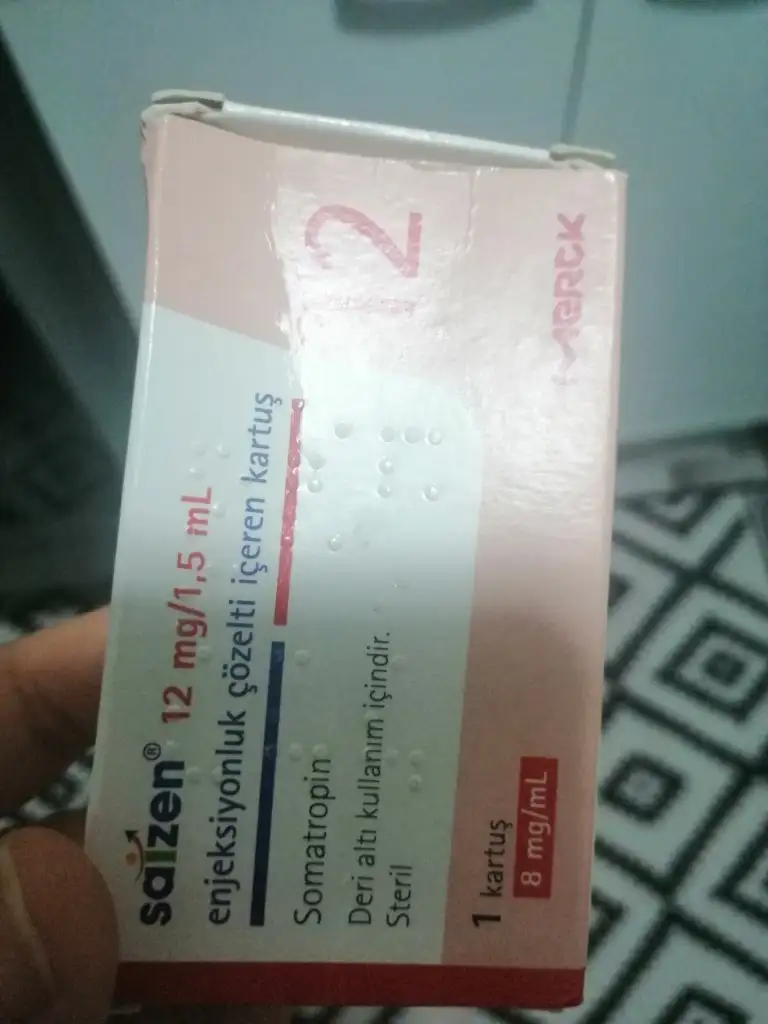 saizen® 12 mg/1,5 mL
enjeksiyonluk çözelti içeren kartuş
Somatropin
Deri altı kullanım içindir.
Steril
1 kartuş
8 mg/mL
12
MERCK